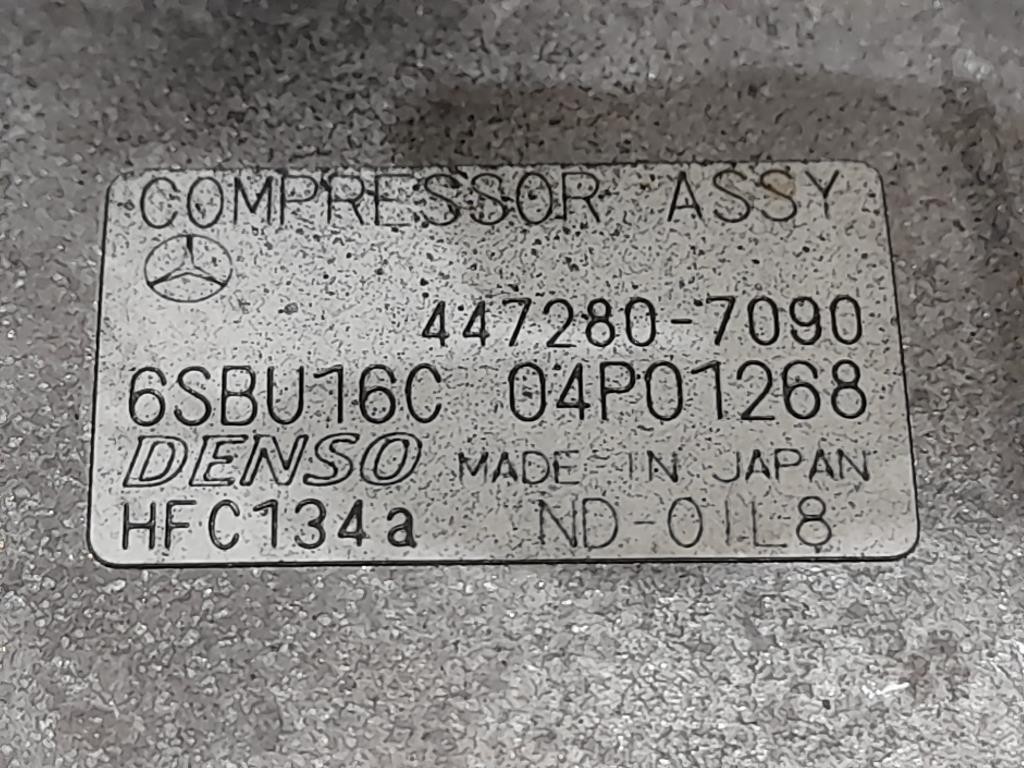 COMPRESSOR ASSY
447280-7090
6SBU16C 04P01268
DENSO MADE IN JAPAN
HFC134a ND-OIL8